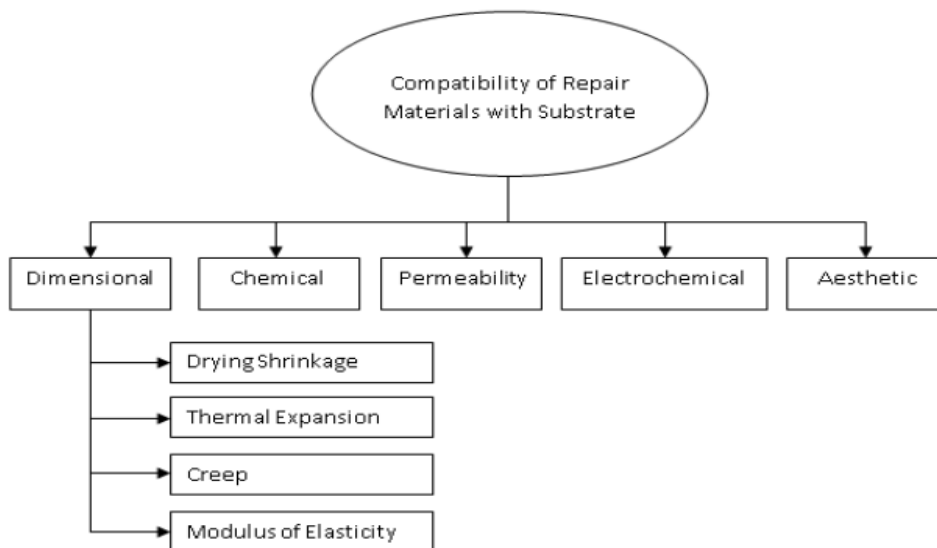 Compatibility of Repair
Materials with Substrate
Dimensional
Chemical
Permeability
Electrochemical
Aesthetic
Drying Shrinkage
Thermal Expansion
Creep
Modulus of Elasticity